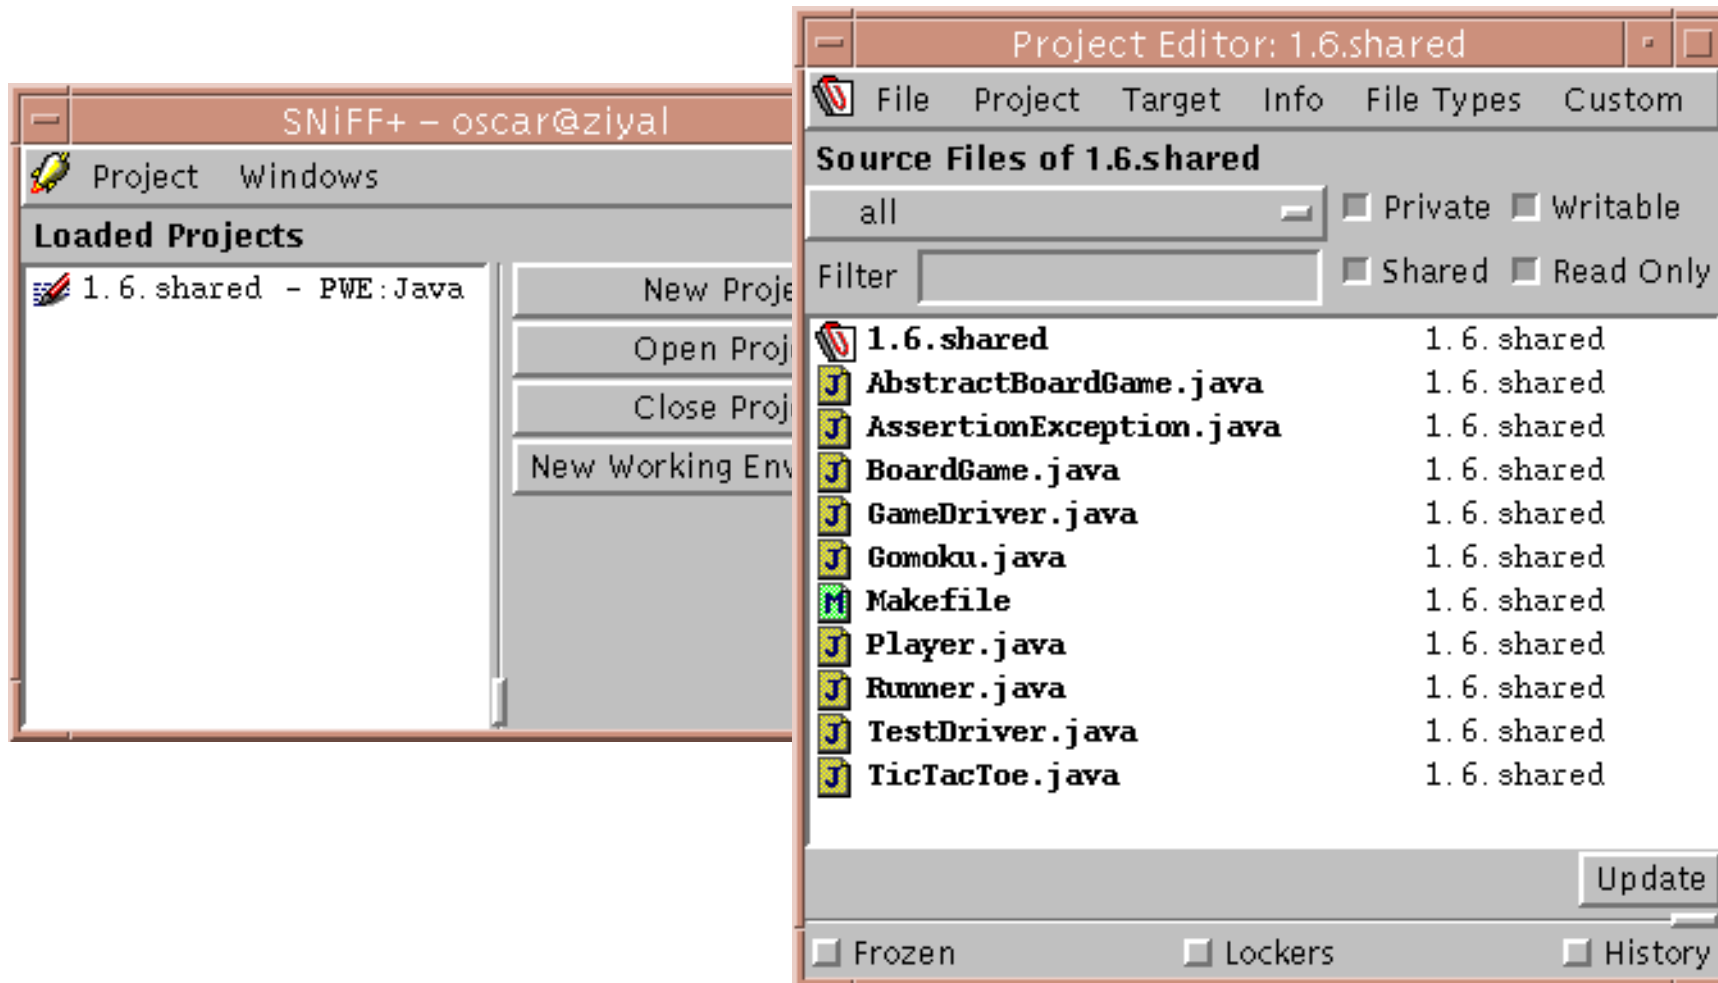 SNiFF+ – oscar@ziyal
Project Windows
Loaded Projects
1.6.shared – PWE:Java
New Proje
Open Proj
Close Proj
New Working Env
Project Editor: 1.6.shared
File Project Target Info File Types Custom
Source Files of 1.6.shared
all Private Writable
Filter Shared Read Only
1.6.shared 1.6.shared
AbstractBoardGame.java 1.6.shared
AssertionException.java 1.6.shared
BoardGame.java 1.6.shared
GameDriver.java 1.6.shared
Gomoku.java 1.6.shared
Makefile 1.6.shared
Player.java 1.6.shared
Runner.java 1.6.shared
TestDriver.java 1.6.shared
TicTacToe.java 1.6.shared
Update
Frozen Lockers History